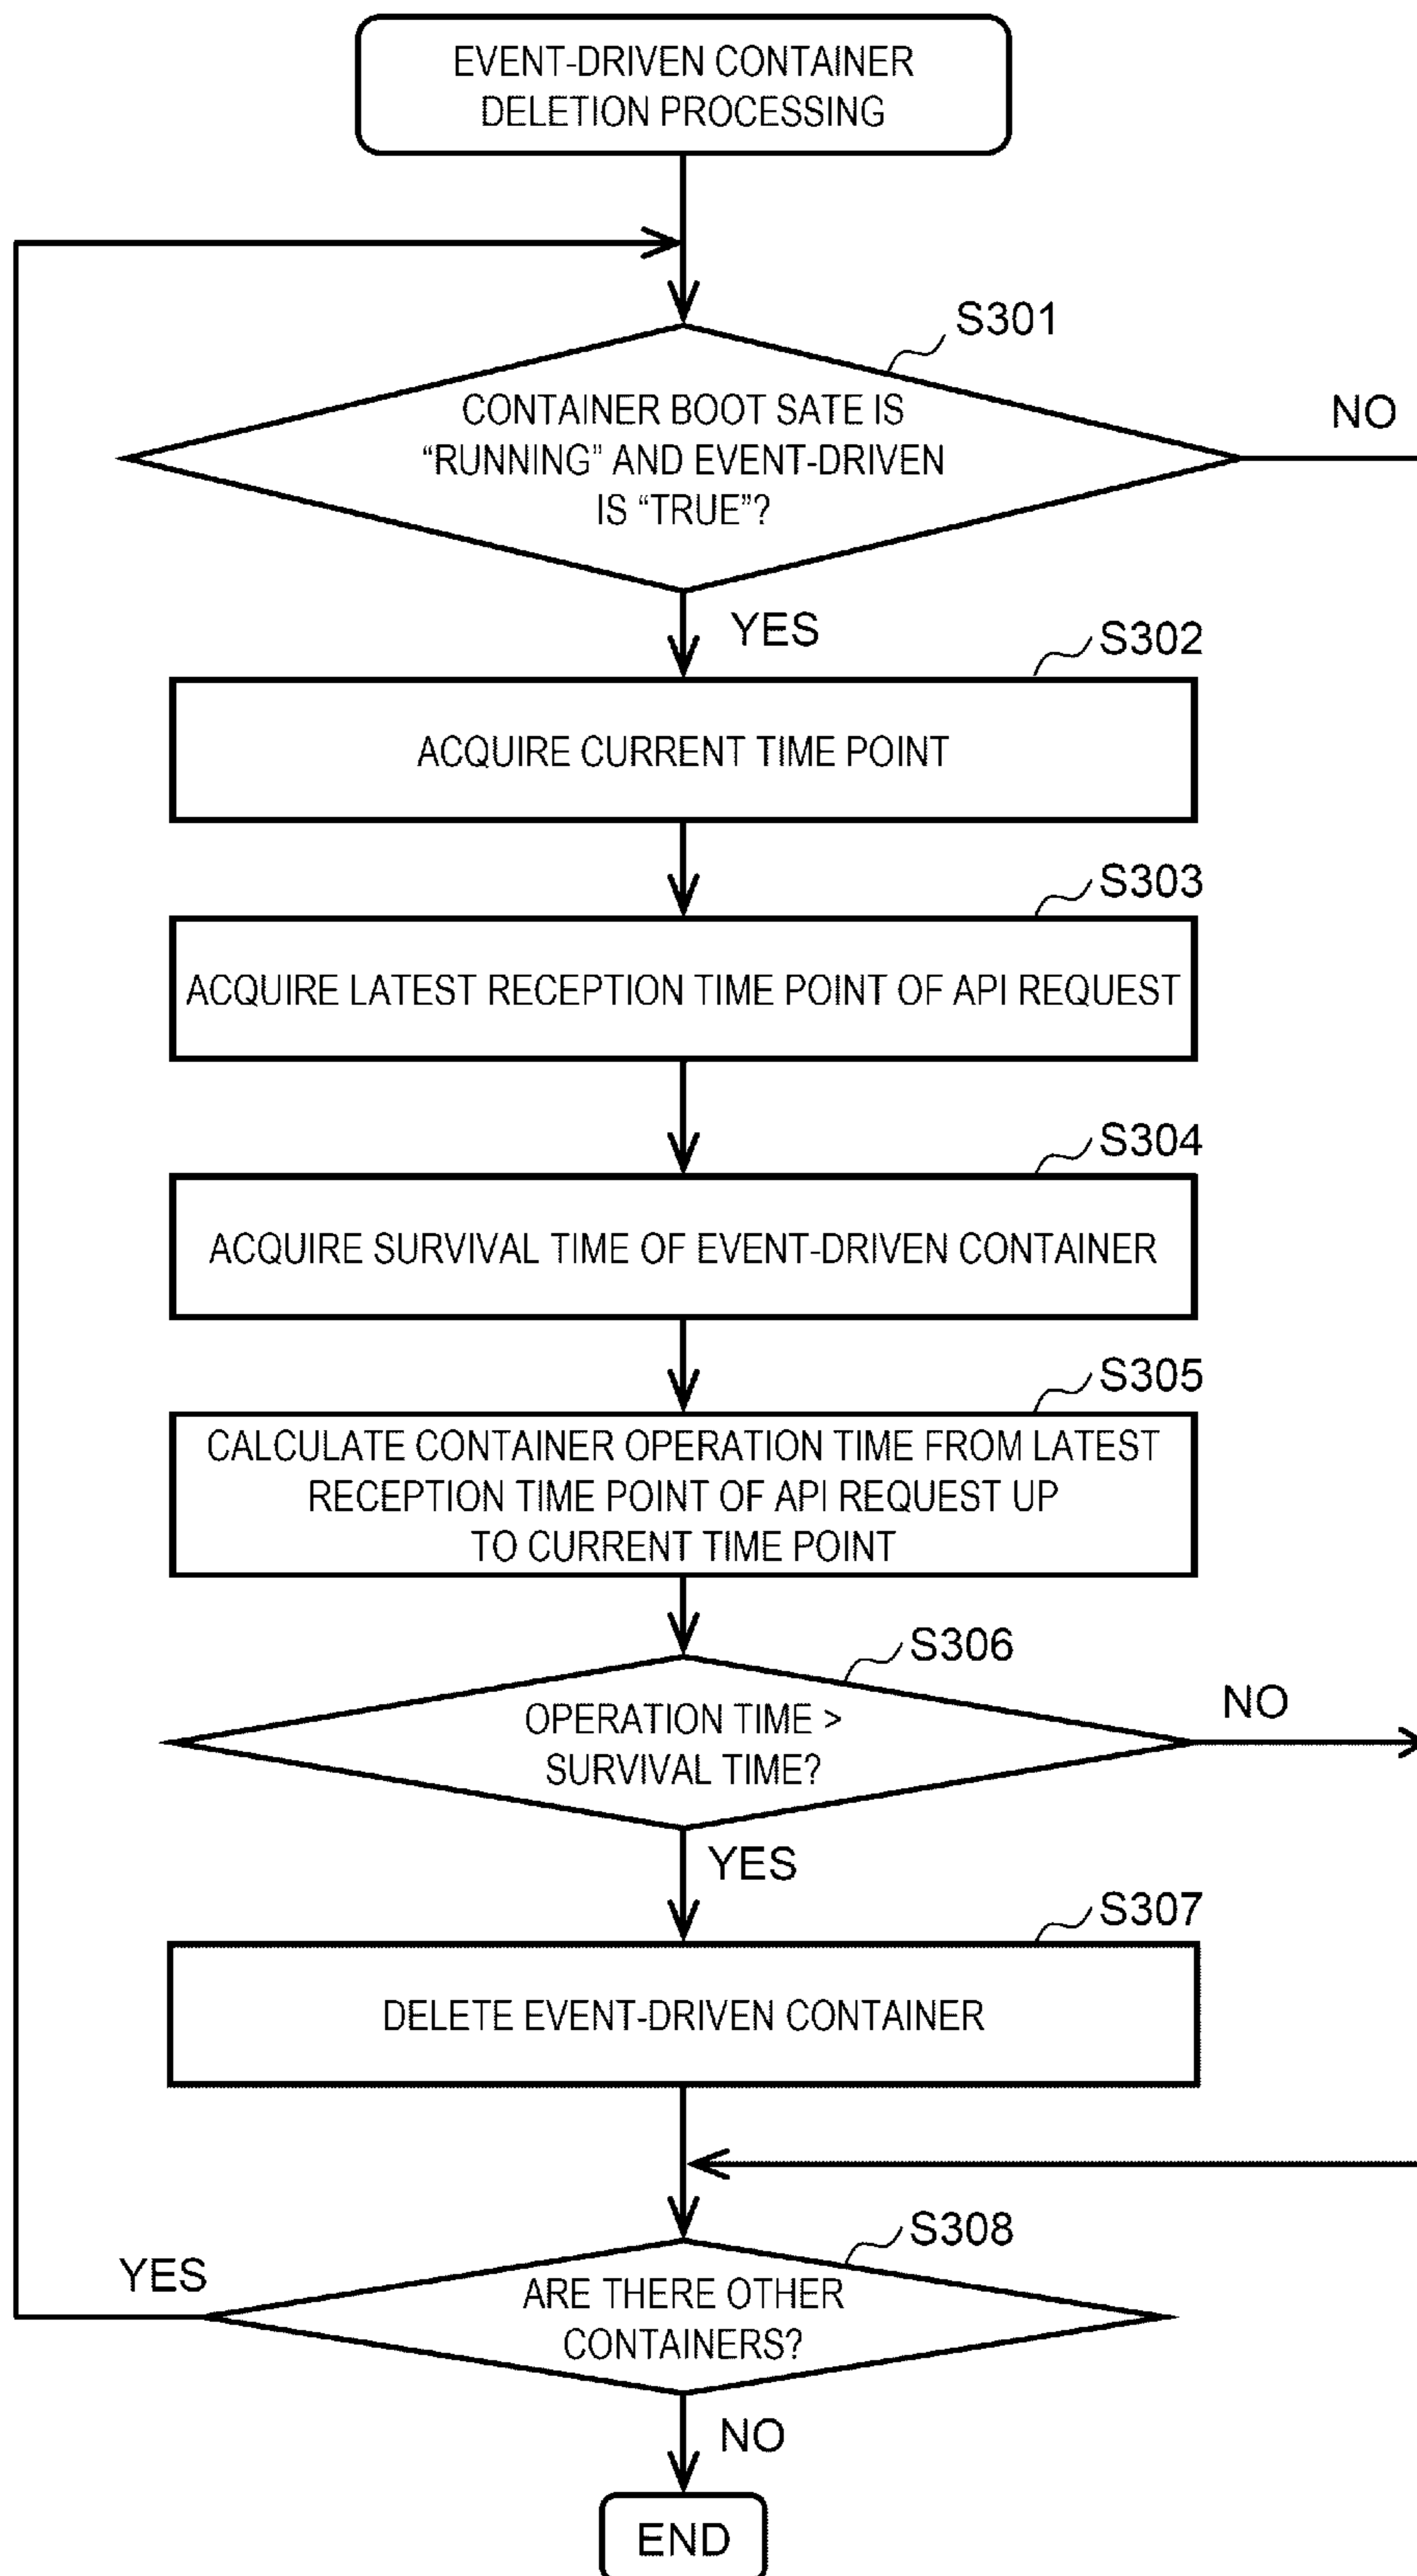 EVENT-DRIVEN CONTAINER
DELETION PROCESSING
S301
CONTAINER BOOT SATE IS
“RUNNING” AND EVENT-DRIVEN
IS “TRUE”?
NO
YES
S302
ACQUIRE CURRENT TIME POINT
S303
ACQUIRE LATEST RECEPTION TIME POINT OF API REQUEST
S304
ACQUIRE SURVIVAL TIME OF EVENT-DRIVEN CONTAINER
S305
CALCULATE CONTAINER OPERATION TIME FROM LATEST
RECEPTION TIME POINT OF API REQUEST UP
TO CURRENT TIME POINT
S306
OPERATION TIME >
SURVIVAL TIME?
NO
YES
S307
DELETE EVENT-DRIVEN CONTAINER
S308
ARE THERE OTHER
CONTAINERS?
YES
NO
END